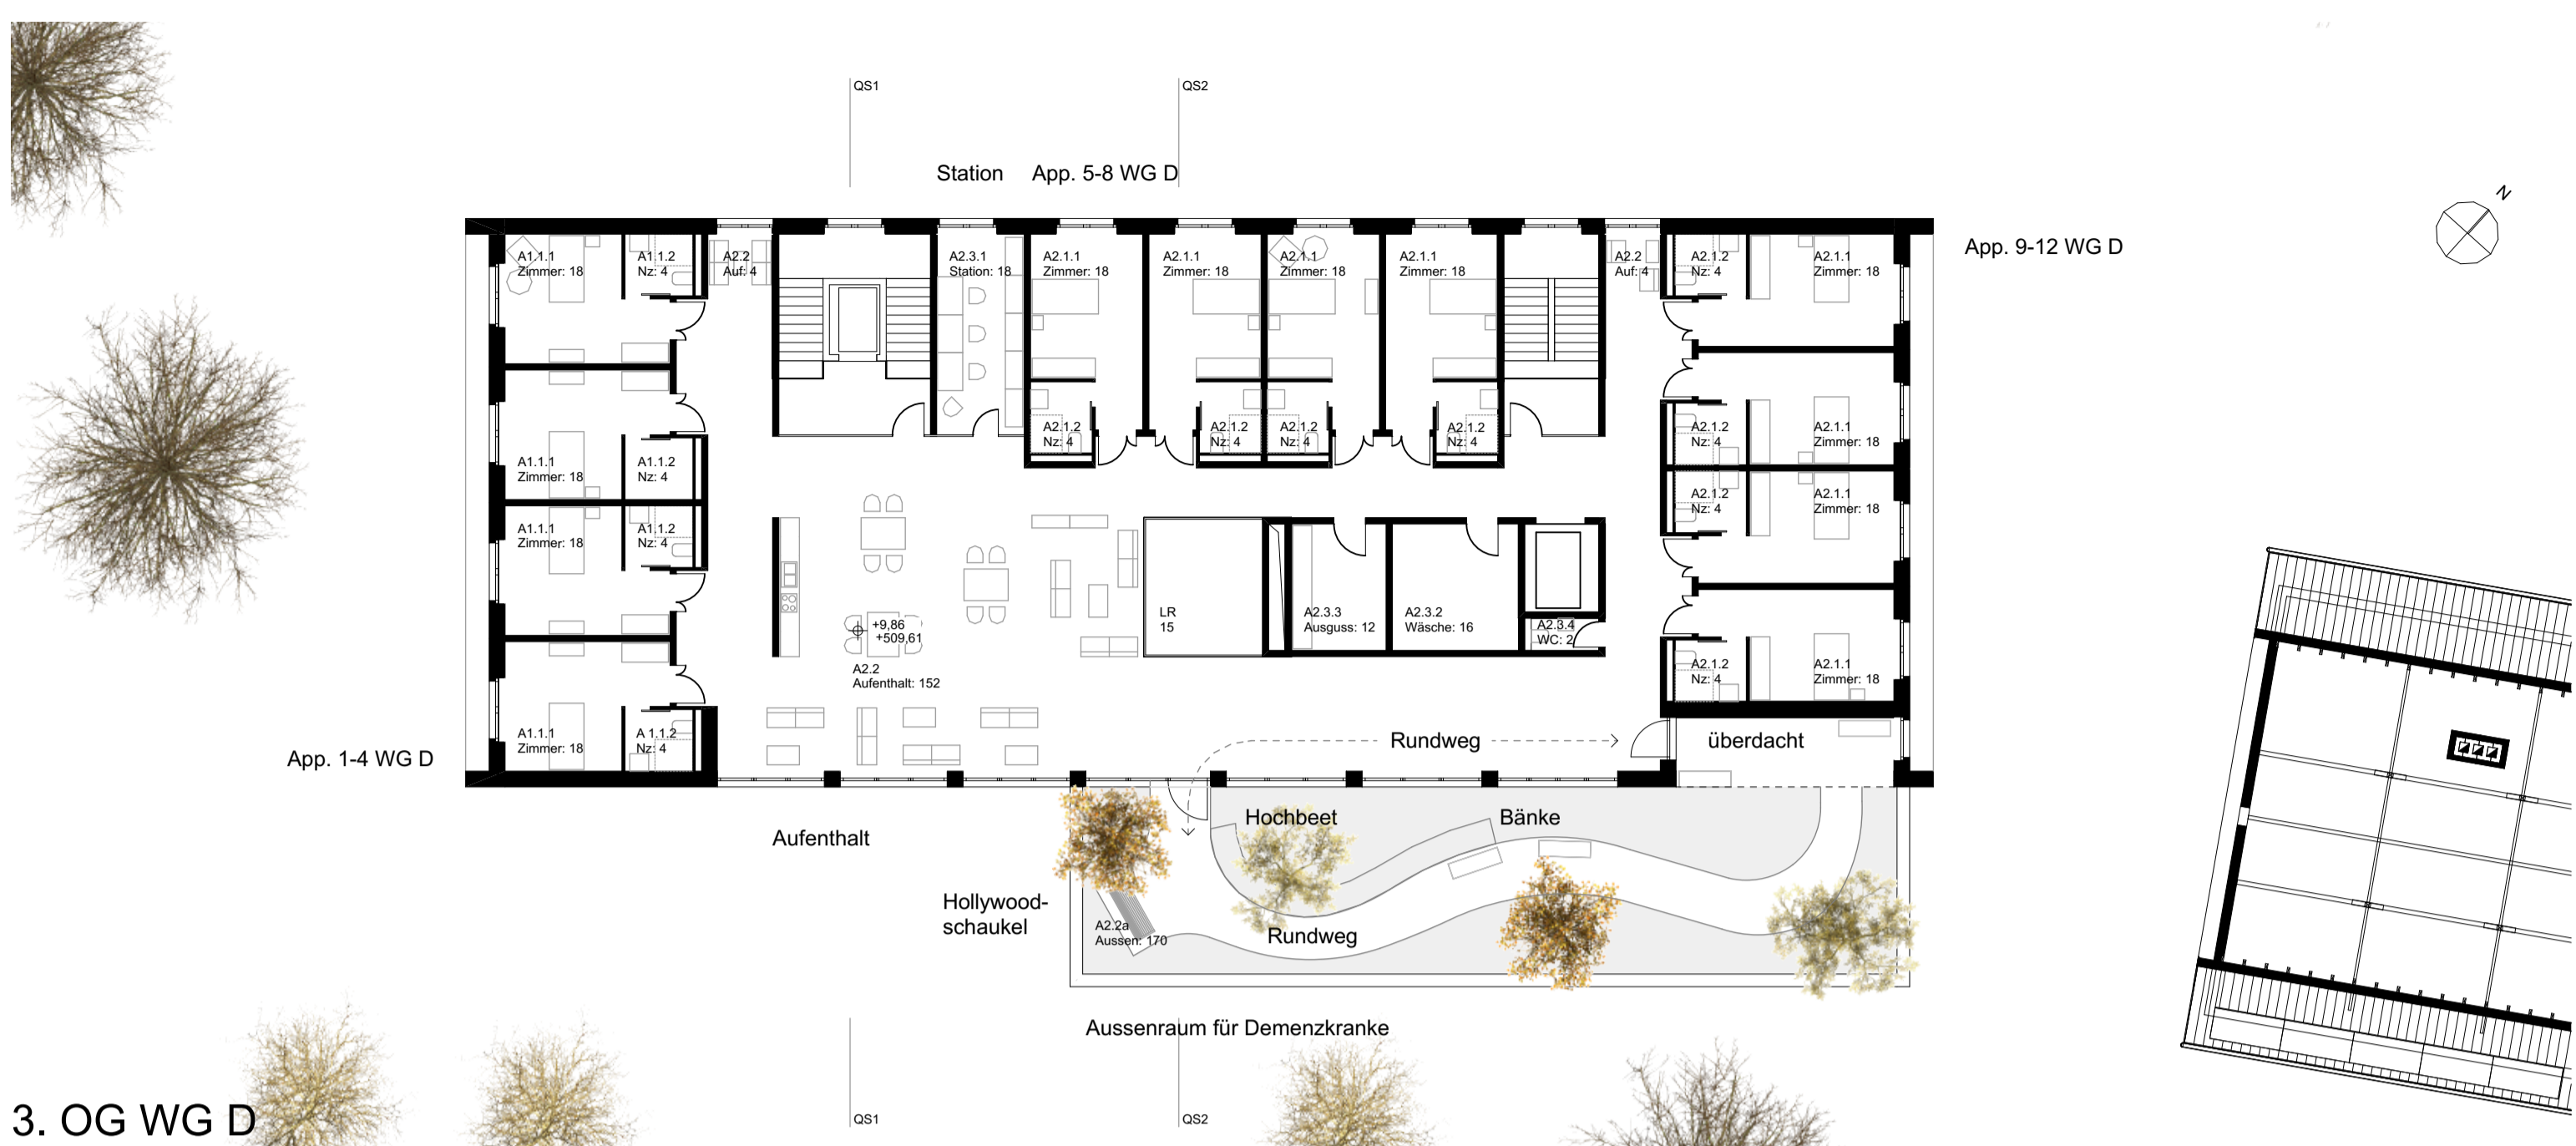 QS1
QS2
Station
App. 5-8 WG D
N
App. 9-12 WG D
A1.1.1
Zimmer: 18
A1.1.2
Nz: 4
A2.2
Auf: 4
A2.3.1
Station: 18
A2.1.1
Zimmer: 18
A2.1.1
Zimmer: 18
A2.1.1
Zimmer: 18
A2.1.1
Zimmer: 18
A2.2
Auf: 4
A2.1.2
Nz: 4
A2.1.1
Zimmer: 18
A2.1.2
Nz: 4
A2.1.2
Nz: 4
A2.1.2
Nz: 4
A2.1.2
Nz: 4
A2.1.2
Nz: 4
A2.1.1
Zimmer: 18
A1.1.1
Zimmer: 18
A1.1.2
Nz: 4
A2.1.2
Nz: 4
A2.1.1
Zimmer: 18
A1.1.1
Zimmer: 18
A1.1.2
Nz: 4
+9,86
+509,61
LR
15
A2.3.3
Ausguss: 12
A2.3.2
Wäsche: 16
A2.3.4
WC: 2
A2.2
Aufenthalt: 152
A2.1.2
Nz: 4
A2.1.1
Zimmer: 18
App. 1-4 WG D
A1.1.1
Zimmer: 18
A 1.1.2
Nz: 4
Rundweg
überdacht
Aufenthalt
Hochbeet
Bänke
Hollywood-
schaukel
A2.2a
Aussen: 170
Rundweg
Aussenraum für Demenzkranke
3. OG WG D
QS1
QS2